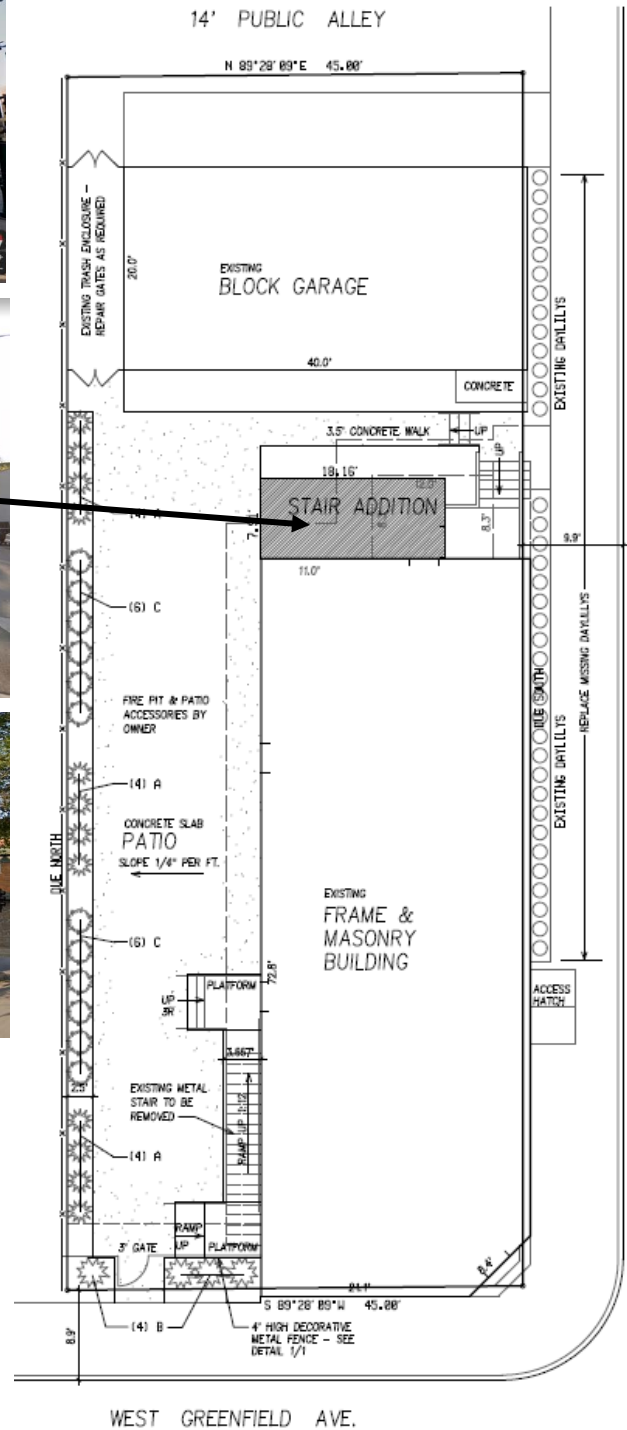 14' PUBLIC ALLEY
N 89°28'09"E 45.00'
EXISTING TRASH ENCLOSURE -
REPAIR GATES AS REQUIRED
20.0'
EXISTING
BLOCK GARAGE
40.0'
CONCRETE
EXISTING DAYLILYS
3.5' CONCRETE WALK
UP
UP
18.16'
12.0'
STAIR ADDITION
8.3'
9.9'
11.0'
(6) C
FIRE PIT & PATIO
ACCESSORIES BY
OWNER
DUE SOUTH
REPLACE MISSING DAYLILYS
EXISTING DAYLILYS
(4) A
CONCRETE SLAB
PATIO
SLOPE 1/4" PER FT.
DUE NORTH
EXISTING
FRAME &
MASONRY
BUILDING
(6) C
72.8'
PLATFORM
UP
3R
ACCESS
HATCH
3.667'
2.5'
EXISTING METAL
STAIR TO BE
REMOVED
RAMP UP 1:12
(4) A
RAMP
UP
PLATFORM
3' GATE
8.4'
21.1'
S 89°28'09"W 45.00'
(4) B
4' HIGH DECORATIVE
METAL FENCE - SEE
DETAIL 1/1
8.9'
WEST GREENFIELD AVE.